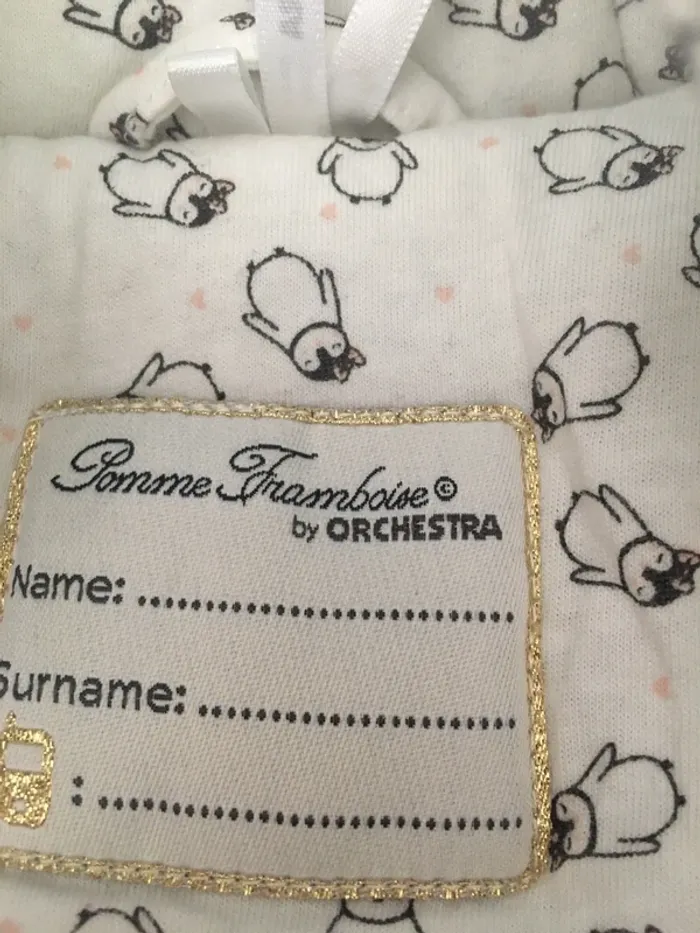 Pomme Framboise©
by ORCHESTRA
Name: ........................................
Surname: ..................................
: ............................................